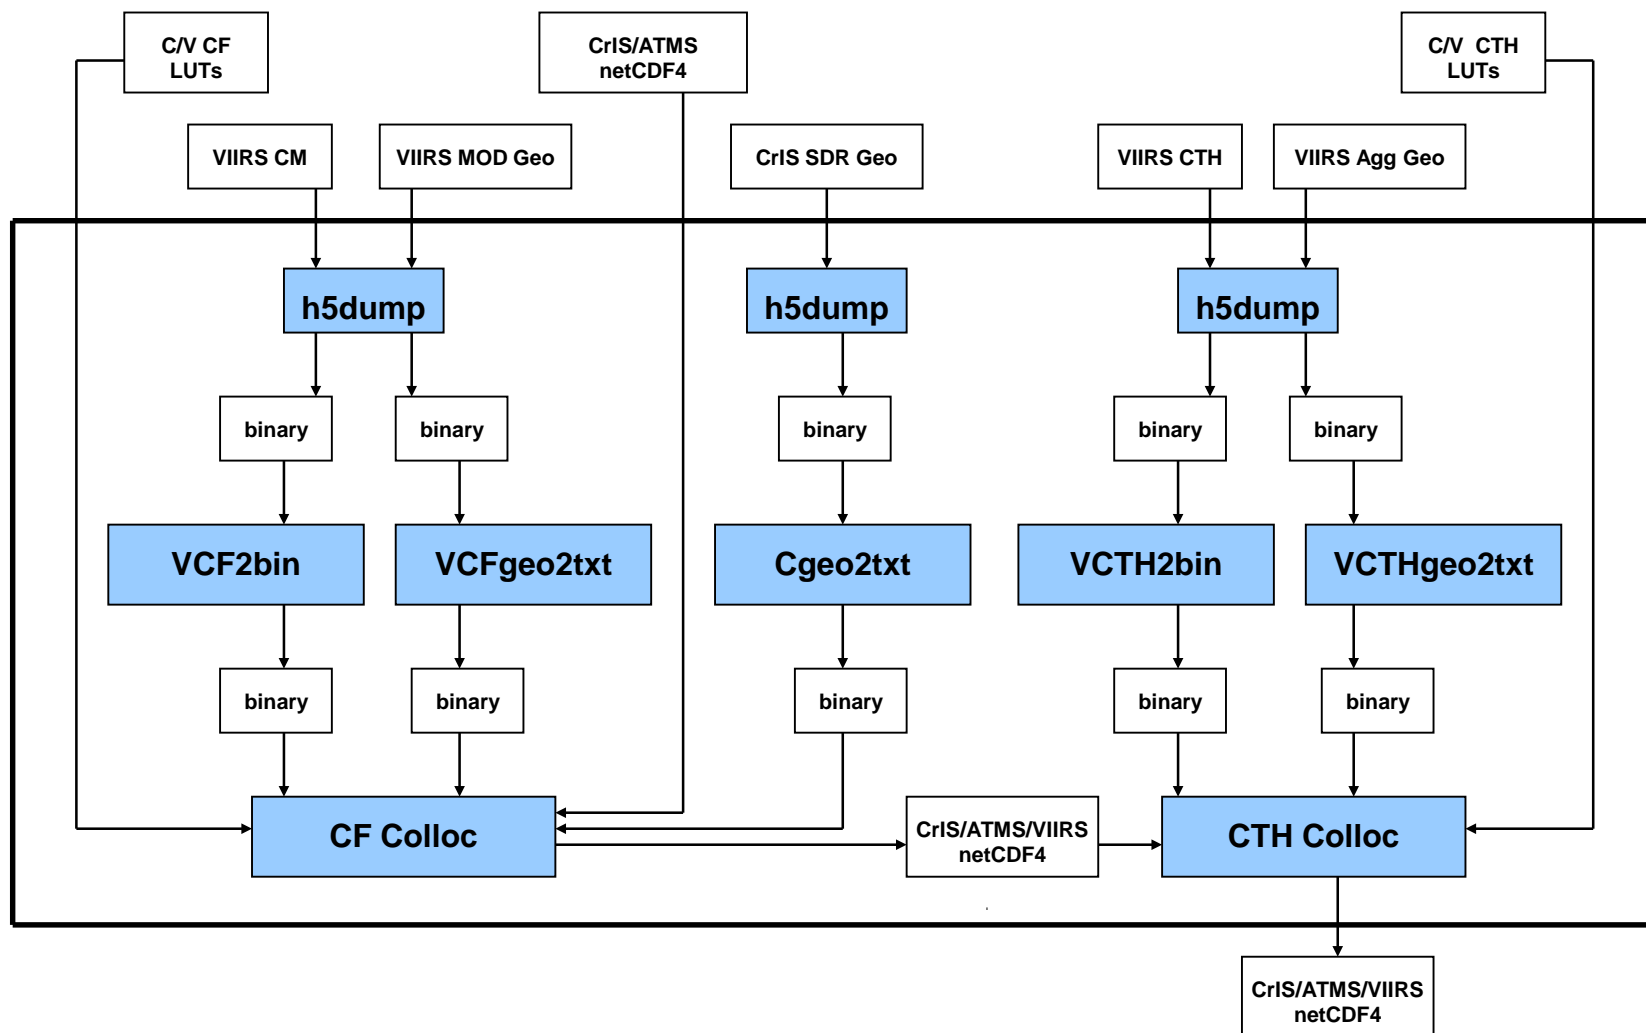 C/V CF
LUTs
CrIS/ATMS
netCDF4
C/V CTH
LUTs
VIIRS CM
VIIRS MOD Geo
CrIS SDR Geo
VIIRS CTH
VIIRS Agg Geo
h5dump
h5dump
h5dump
binary
binary
binary
binary
binary
VCF2bin
VCFgeo2txt
Cgeo2txt
VCTH2bin
VCTHgeo2txt
binary
binary
binary
binary
binary
CF Colloc
CrIS/ATMS/VIIRS
netCDF4
CTH Colloc
CrIS/ATMS/VIIRS
netCDF4